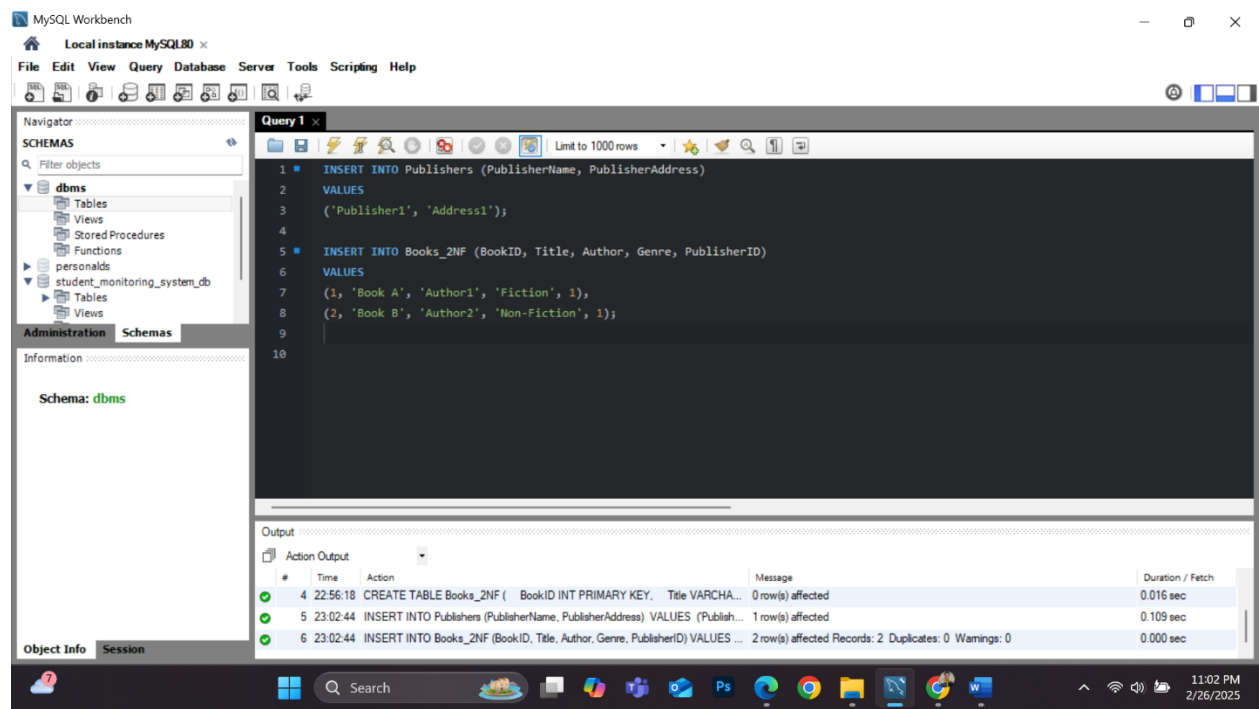 MySQL Workbench
Local instance MySQL80
File Edit View Query Database Server Tools Scripting Help
Navigator
SCHEMAS
Filter objects
dbms
Tables
Views
Stored Procedures
Functions
personalds
student_monitoring_system_db
Tables
Views
Administration Schemas
Information
Schema: dbms
Object Info Session
Query 1
Limit to 1000 rows
1 INSERT INTO Publishers (PublisherName, PublisherAddress)
2 VALUES
3 ('Publisher1', 'Address1');
4
5 INSERT INTO Books_2NF (BookID, Title, Author, Genre, PublisherID)
6 VALUES
7 (1, 'Book A', 'Author1', 'Fiction', 1),
8 (2, 'Book B', 'Author2', 'Non-Fiction', 1);
9
10
Output
Action Output
# Time Action Message Duration / Fetch
4 22:56:18 CREATE TABLE Books_2NF ( BookID INT PRIMARY KEY, Title VARCHA... 0 row(s) affected 0.016 sec
5 23:02:44 INSERT INTO Publishers (PublisherName, PublisherAddress) VALUES ('Publish... 1 row(s) affected 0.109 sec
6 23:02:44 INSERT INTO Books_2NF (BookID, Title, Author, Genre, PublisherID) VALUES ... 2 row(s) affected Records: 2 Duplicates: 0 Warnings: 0 0.000 sec
7
Search
Ps
W
11:02 PM
2/26/2025